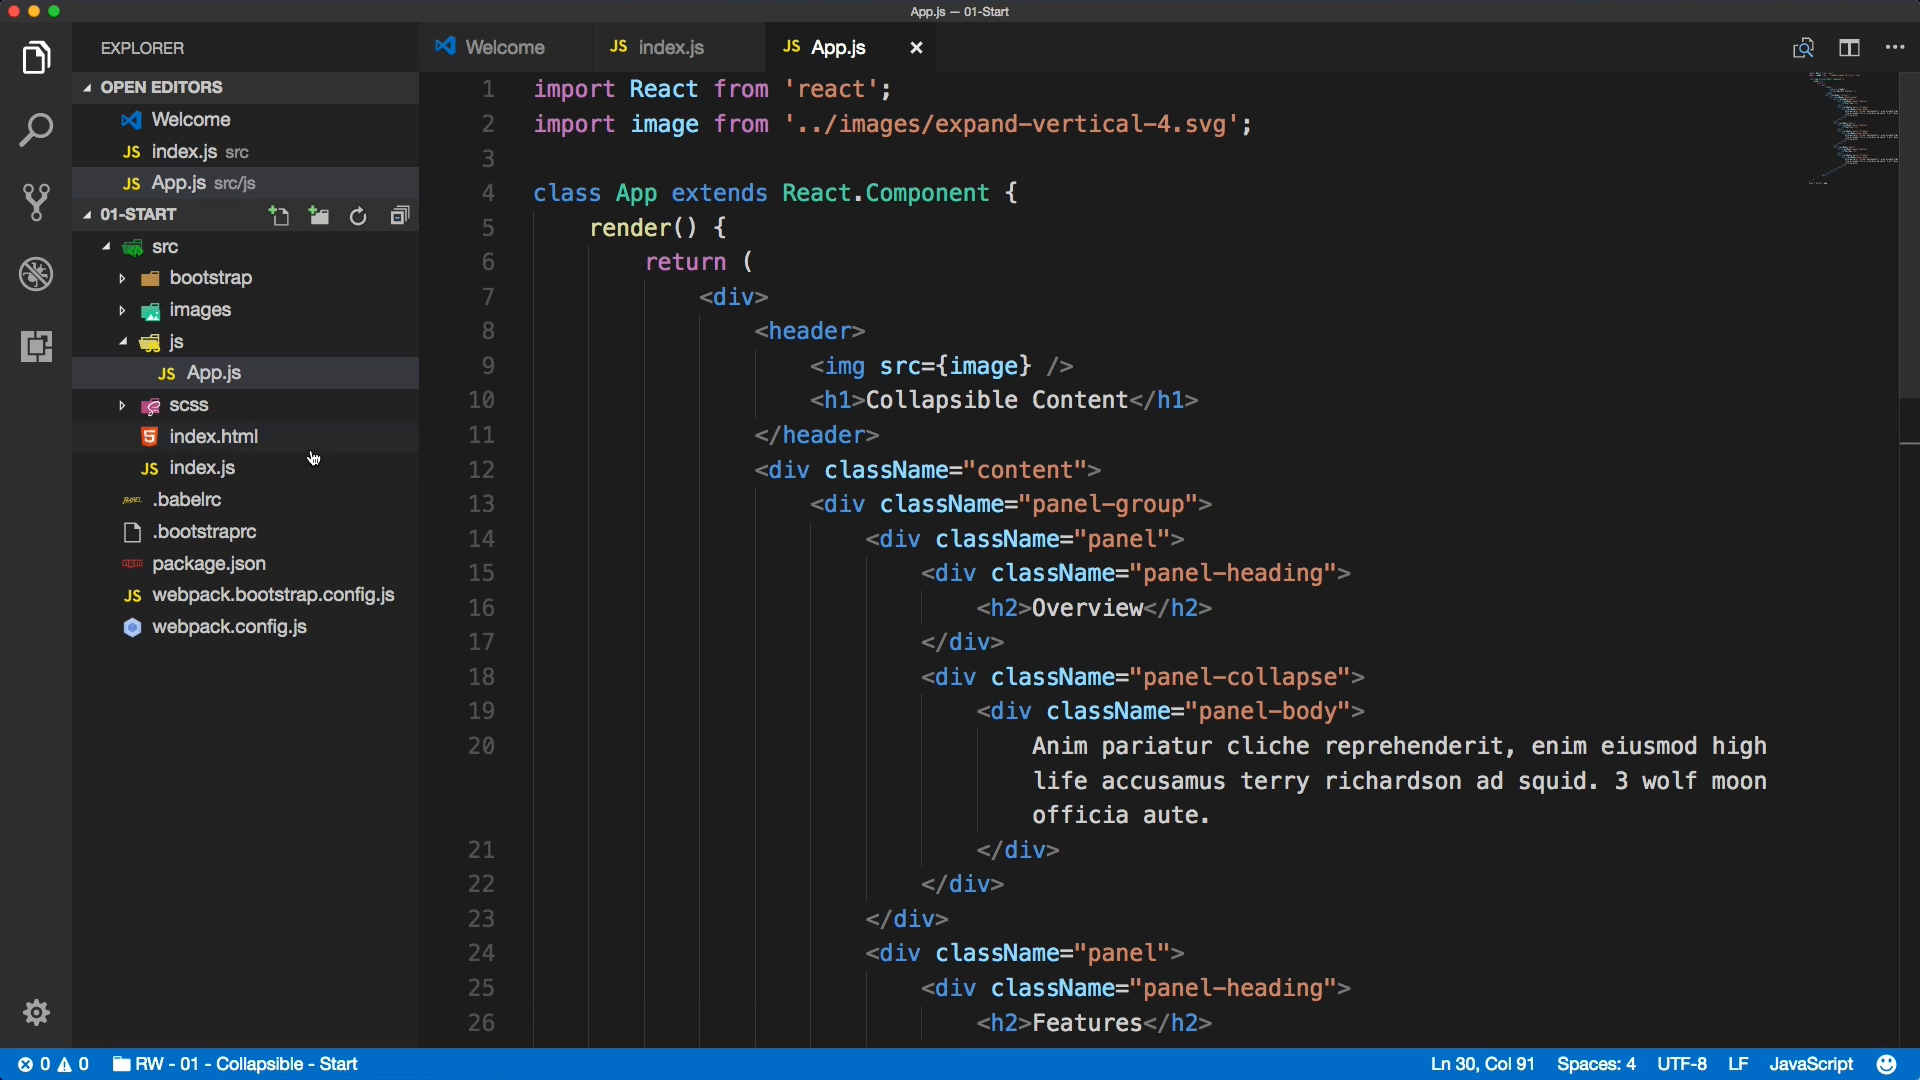 App.js — 01-Start
EXPLORER
OPEN EDITORS
Welcome
JS index.js src
JS App.js src/js
01-START
src
bootstrap
images
js
JS App.js
scss
5 index.html
JS index.js
.babelrc
.bootstraprc
package.json
JS webpack.bootstrap.config.js
webpack.config.js
Welcome
JS index.js
JS App.js
1 import React from 'react';
2 import image from '../images/expand-vertical-4.svg';
3
4 class App extends React.Component {
5 render() {
6 return (
7 <div>
8 <header>
9 <img src={image} />
10 <h1>Collapsible Content</h1>
11 </header>
12 <div className="content">
13 <div className="panel-group">
14 <div className="panel">
15 <div className="panel-heading">
16 <h2>Overview</h2>
17 </div>
18 <div className="panel-collapse">
19 <div className="panel-body">
20 Anim pariatur cliche reprehenderit, enim eiusmod high
life accusamus terry richardson ad squid. 3 wolf moon
officia aute.
21 </div>
22 </div>
23 </div>
24 <div className="panel">
25 <div className="panel-heading">
26 <h2>Features</h2>
0 0 RW - 01 - Collapsible - Start
Ln 30, Col 91 Spaces: 4 UTF-8 LF JavaScript